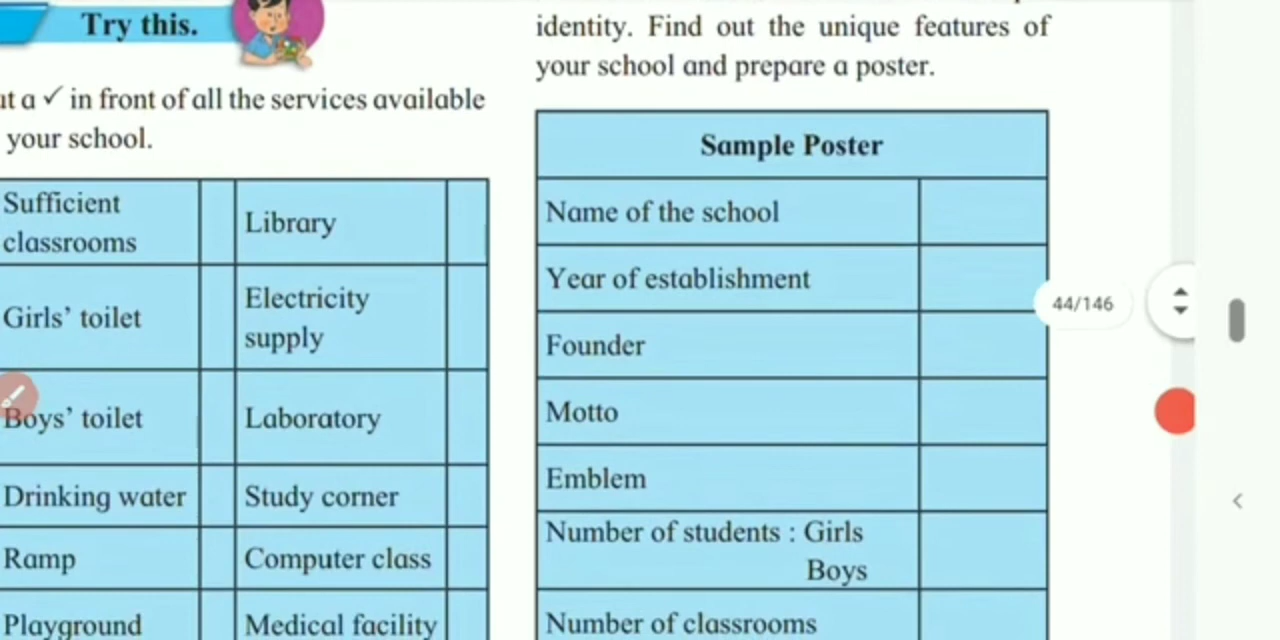 Try this.
in front of all the services available
your school.
Sufficient
classrooms
Library
Girls' toilet
Electricity
supply
Boys' toilet
Laboratory
Drinking water
Study corner
Ramp
Computer class
Playground
Medical facility
identity. Find out the unique features of
your school and prepare a poster.
Sample Poster
Name of the school
Year of establishment
Founder
Motto
Emblem
Number of students : Girls
Boys
Number of classrooms
44/146